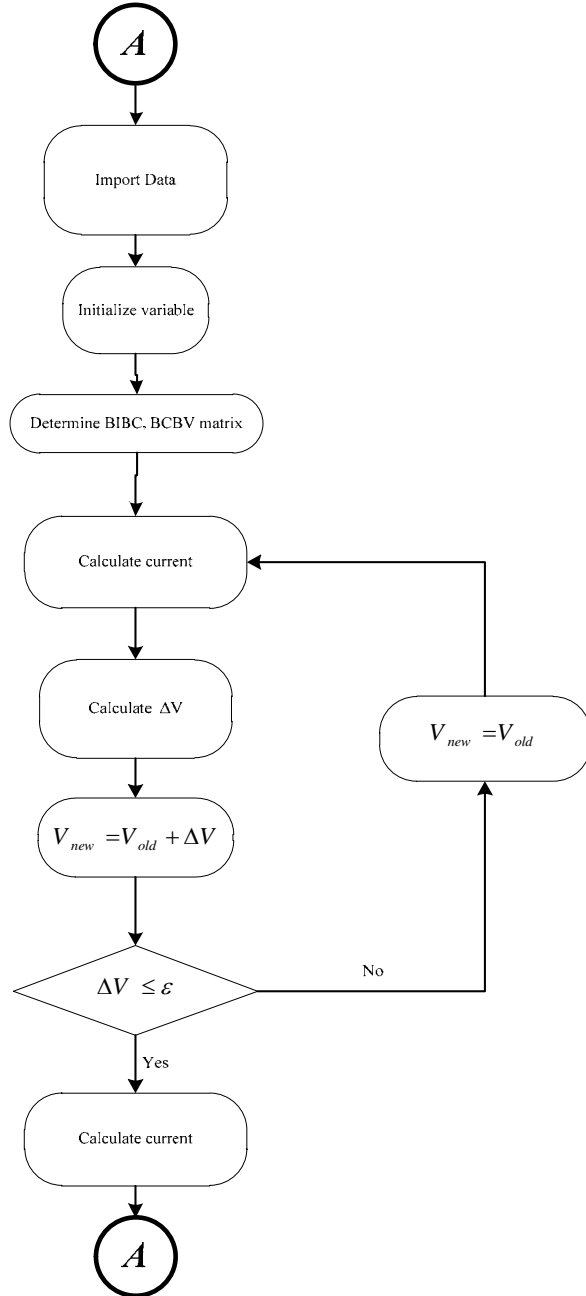 A
Import Data
Initialize variable
Determine BIBC, BCBV matrix
Calculate current
Calculate ΔV
V_new = V_old
V_new = V_old + ΔV
ΔV ≤ ε
No
Yes
Calculate current
A